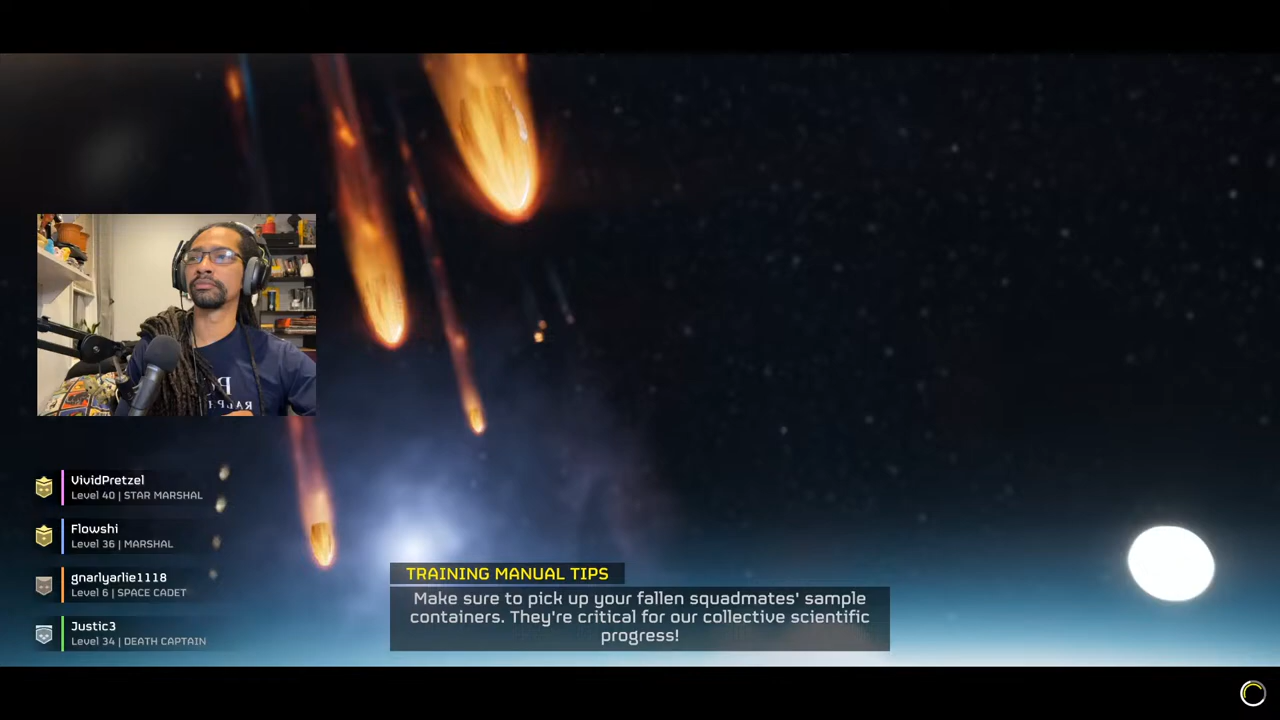 VividPretzel
Level 40 | STAR MARSHAL
Flowshi
Level 36 | MARSHAL
gnarlyarlie1118
Level 6 | SPACE CADET
Justic3
Level 34 | DEATH CAPTAIN
TRAINING MANUAL TIPS
Make sure to pick up your fallen squadmates' sample
containers. They're critical for our collective scientific
progress!